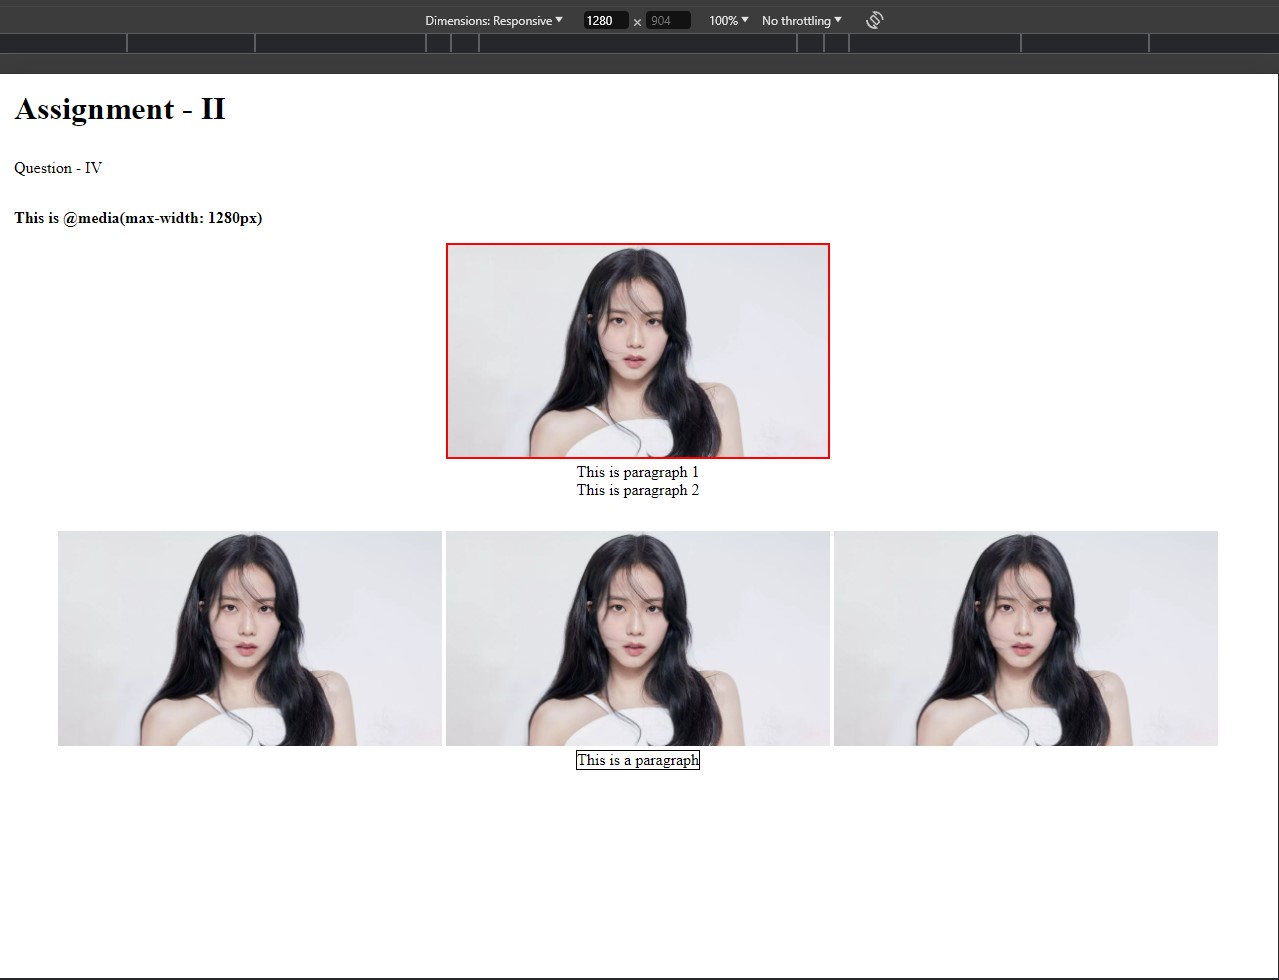 Dimensions: Responsive 1280 × 904 100% No throttling
Assignment - II
Question - IV
This is @media(max-width: 1280px)
This is paragraph 1
This is paragraph 2
This is a paragraph